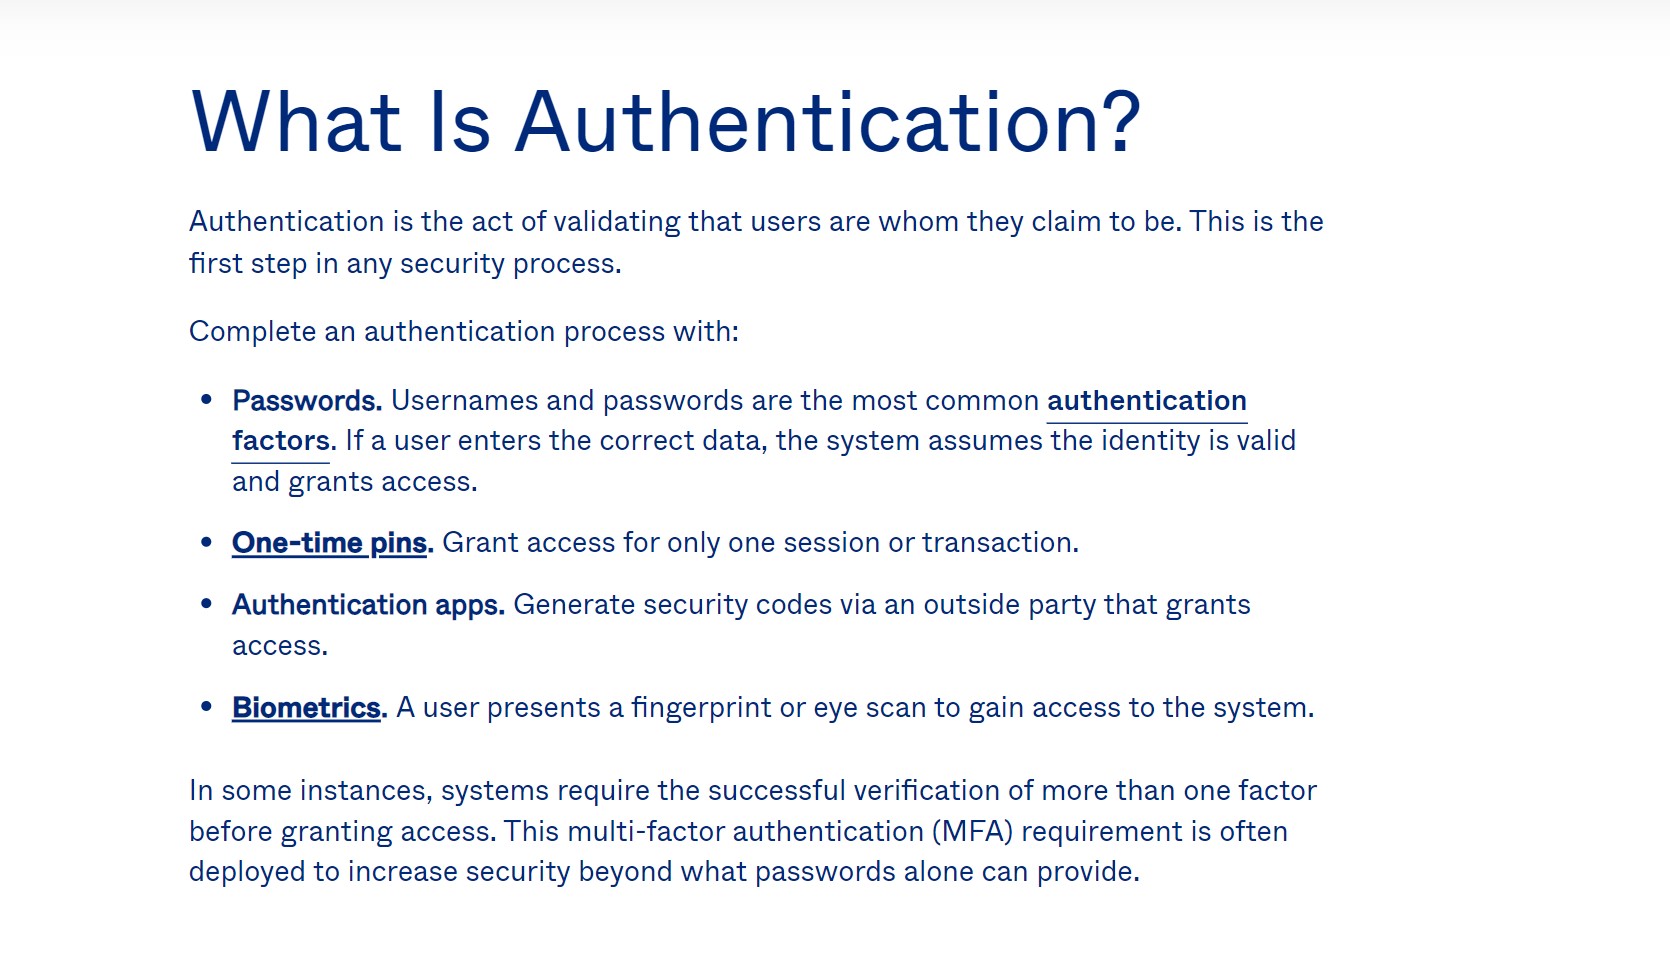 What Is Authentication?
Authentication is the act of validating that users are whom they claim to be. This is the
first step in any security process.
Complete an authentication process with:
• Passwords. Usernames and passwords are the most common authentication
factors. If a user enters the correct data, the system assumes the identity is valid
and grants access.
• One-time pins. Grant access for only one session or transaction.
• Authentication apps. Generate security codes via an outside party that grants
access.
• Biometrics. A user presents a fingerprint or eye scan to gain access to the system.
In some instances, systems require the successful verification of more than one factor
before granting access. This multi-factor authentication (MFA) requirement is often
deployed to increase security beyond what passwords alone can provide.